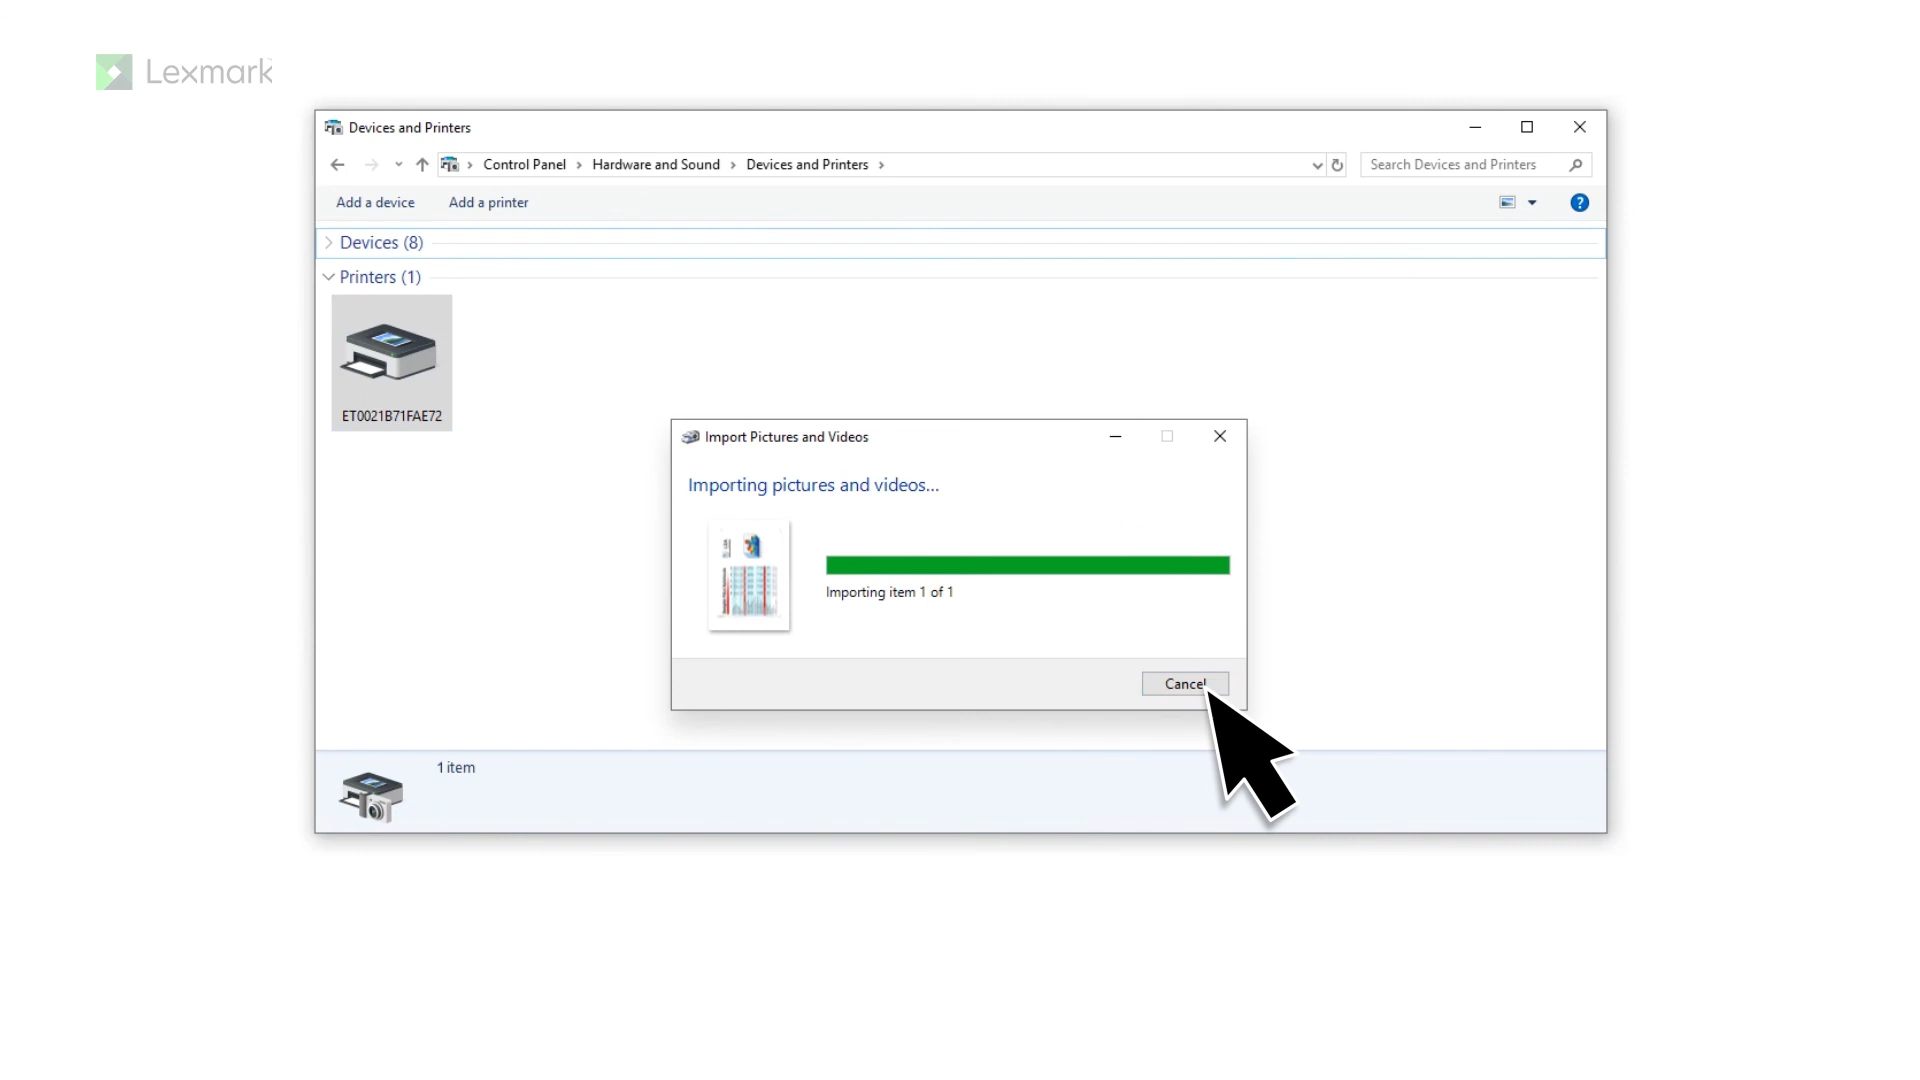 Lexmark
Devices and Printers
Control Panel > Hardware and Sound > Devices and Printers >
Search Devices and Printers
Add a device
Add a printer
?
Devices (8)
Printers (1)
ET0021B71FAE72
Import Pictures and Videos
Importing pictures and videos...
Importing item 1 of 1
Cancel
1 item